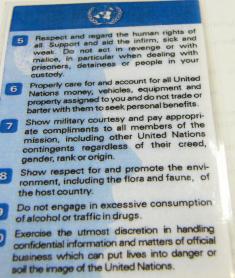 5 Respect and regard the human rights of
all. Support and aid the infirm, sick and
weak. Do not act in revenge or with
malice, in particular when dealing with
prisoners, detainees or people in your
custody.
6 Properly care for and account for all United
Nations money, vehicles, equipment and
property assigned to you and do not trade or
barter with them to seek personal benefits.
7 Show military courtesy and pay appropri-
ate compliments to all members of the
mission, including other United Nations
contingents regardless of their creed,
gender, rank or origin.
8 Show respect for and promote the envi-
ronment, including the flora and fauna, of
the host country.
Do not engage in excessive consumption
of alcohol or traffic in drugs.
Exercise the utmost discretion in handling
confidential information and matters of official
business which can put lives into danger or
soil the image of the United Nations.